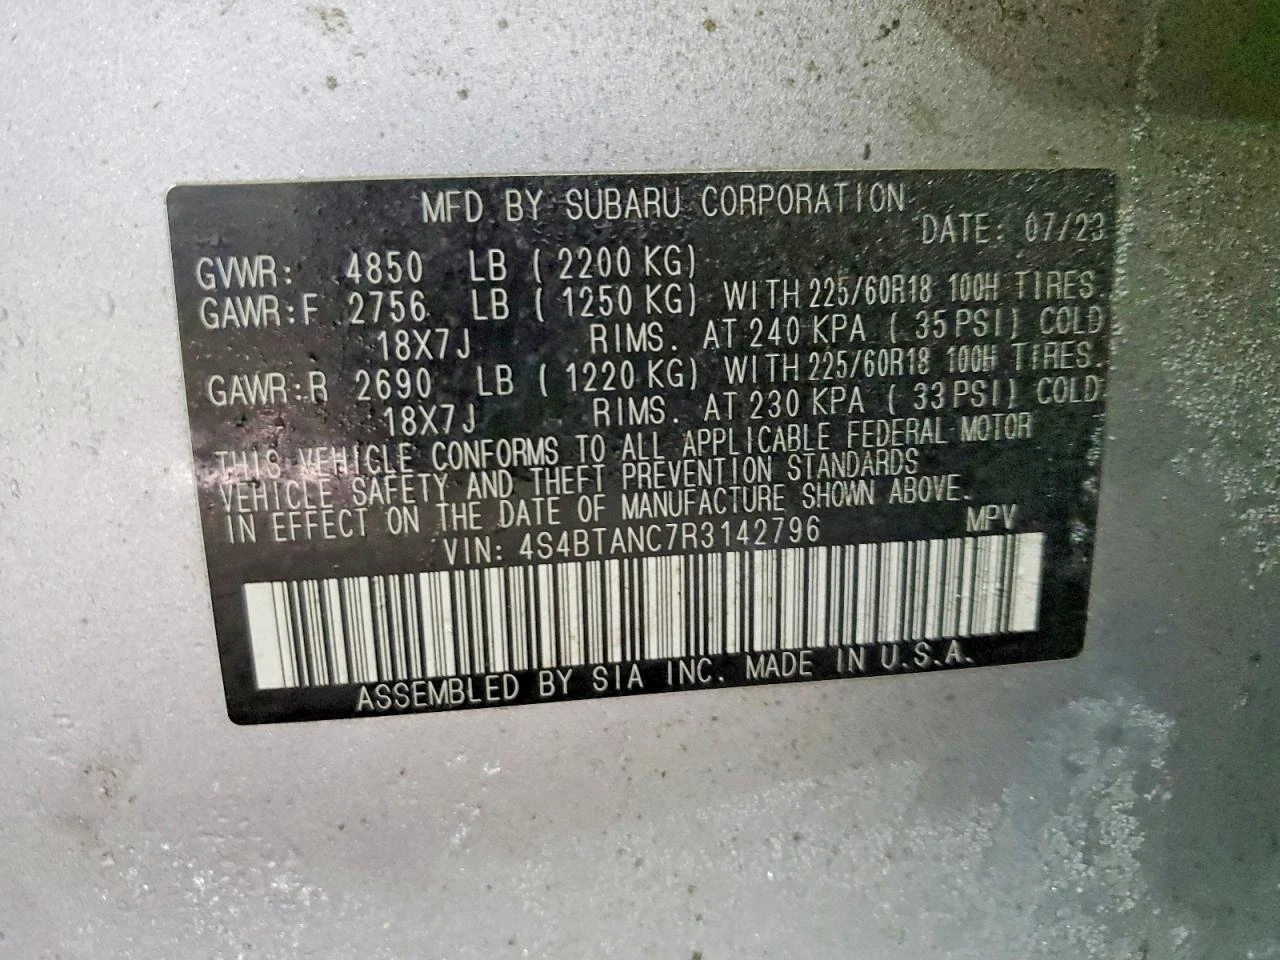 MFD BY SUBARU CORPORATION
DATE: 07/23
GVWR: 4850 LB ( 2200 KG)
GAWR:F 2756 LB ( 1250 KG) WITH 225/60R18 100H TIRES,
18X7J RIMS. AT 240 KPA ( 35 PSI) COLD
GAWR:R 2690 LB ( 1220 KG) WITH 225/60R18 100H TIRES,
18X7J RIMS. AT 230 KPA ( 33 PSI) COLD
THIS VEHICLE CONFORMS TO ALL APPLICABLE FEDERAL MOTOR
VEHICLE SAFETY AND THEFT PREVENTION STANDARDS
IN EFFECT ON THE DATE OF MANUFACTURE SHOWN ABOVE.
VIN: 4S4BTANC7R3142796 MPV
ASSEMBLED BY SIA INC. MADE IN U.S.A.